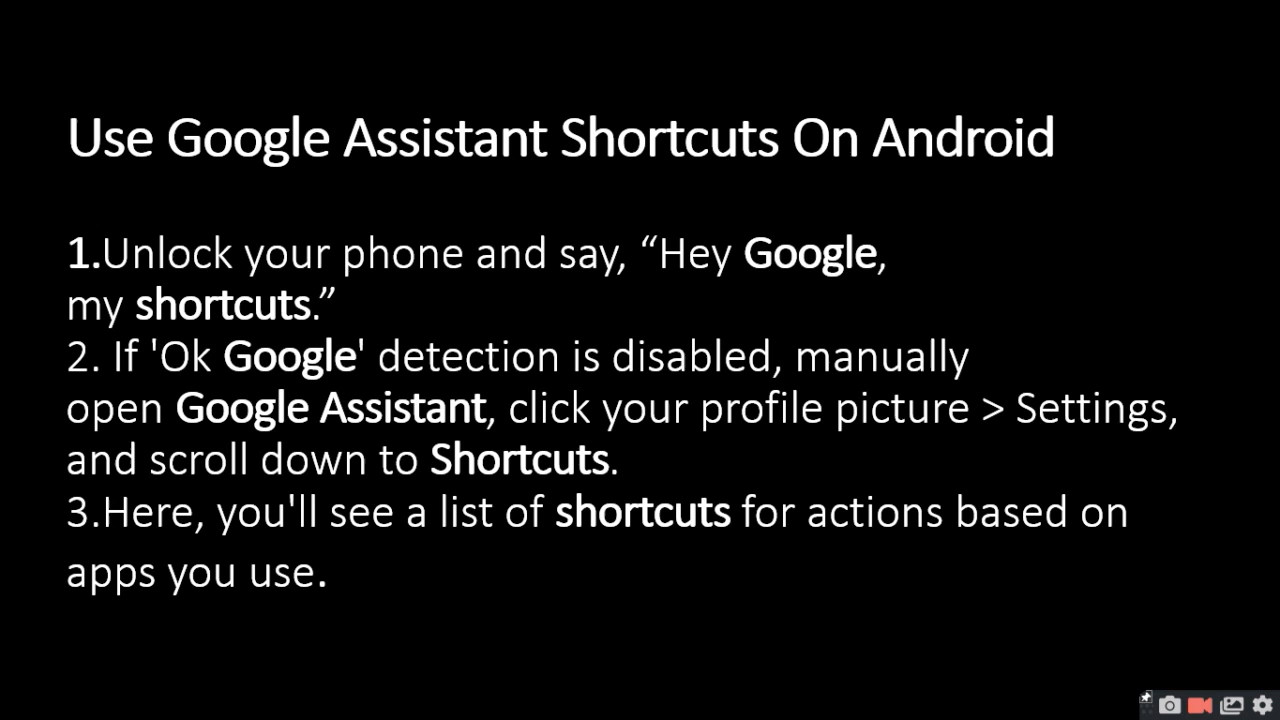 Use Google Assistant Shortcuts On Android
1.Unlock your phone and say, “Hey Google,
my shortcuts.”
2. If 'Ok Google' detection is disabled, manually
open Google Assistant, click your profile picture > Settings,
and scroll down to Shortcuts.
3.Here, you'll see a list of shortcuts for actions based on
apps you use.